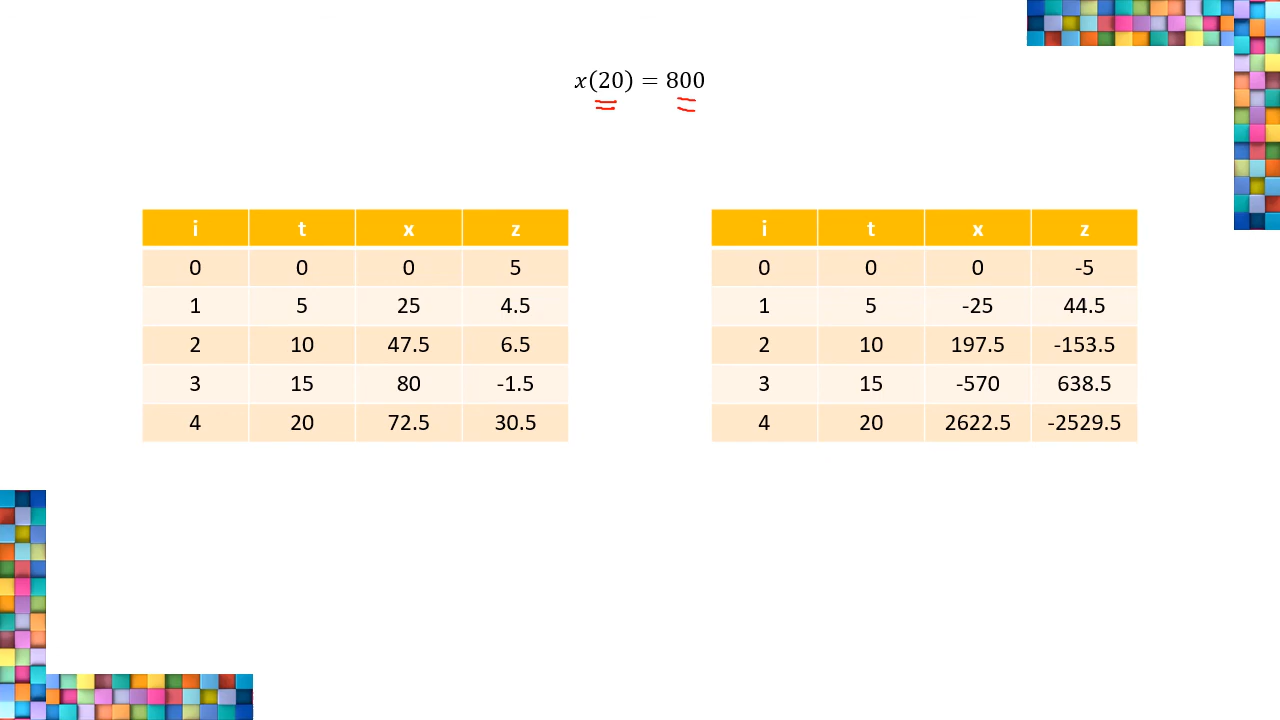 x(20) = 800
i t x z
0 0 0 5
1 5 25 4.5
2 10 47.5 6.5
3 15 80 -1.5
4 20 72.5 30.5
i t x z
0 0 0 -5
1 5 -25 44.5
2 10 197.5 -153.5
3 15 -570 638.5
4 20 2622.5 -2529.5